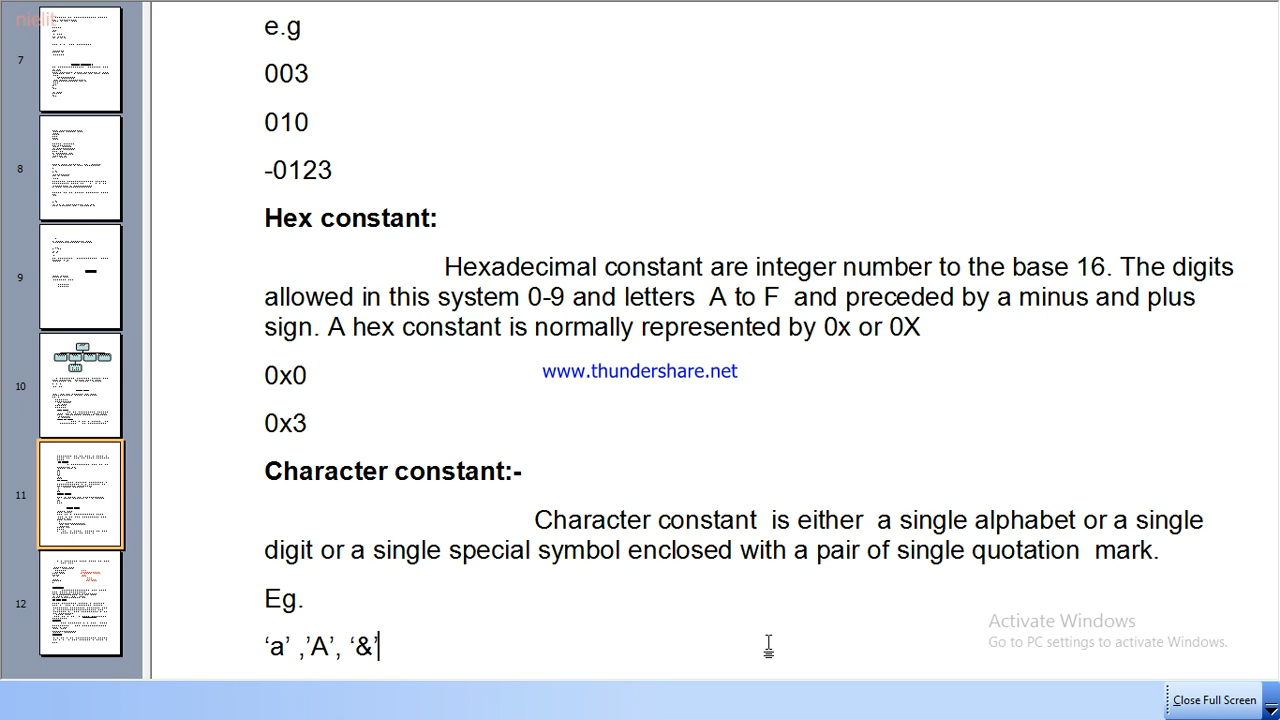 nielit
7
8
9
10
11
12
e.g
003
010
-0123
Hex constant:
Hexadecimal constant are integer number to the base 16. The digits
allowed in this system 0-9 and letters  A to F  and preceded by a minus and plus
sign. A hex constant is normally represented by 0x or 0X
0x0
www.thundershare.net
0x3
Character constant:-
Character constant  is either  a single alphabet or a single
digit or a single special symbol enclosed with a pair of single quotation  mark.
Eg.
‘a’ ,’A’, ‘&’
Activate Windows
Go to PC settings to activate Windows.
Close Full Screen